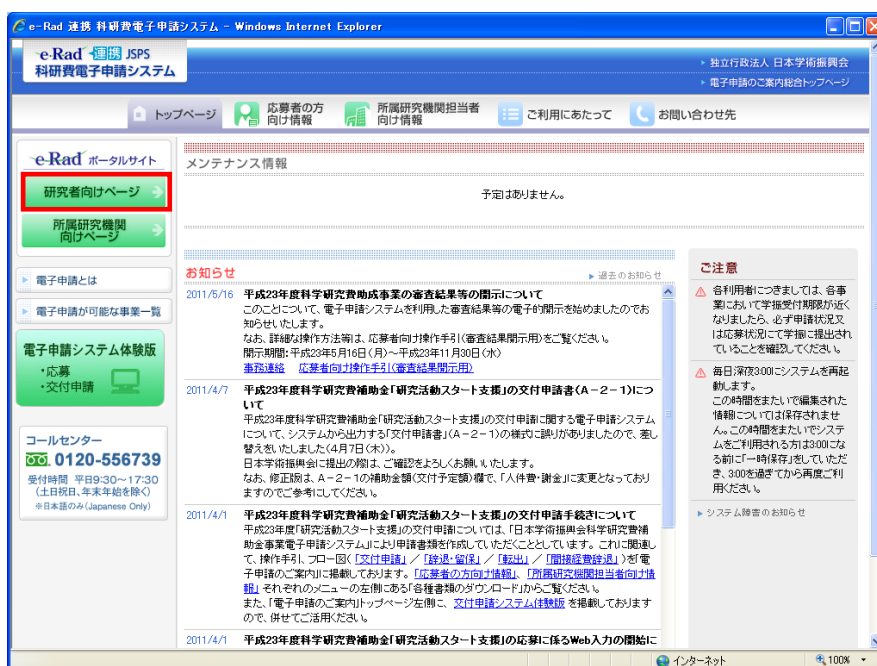 e-Rad 連携 科研費電子申請システム - Windows Internet Explorer
e-Rad 連携 JSPS
科研費電子申請システム
独立行政法人 日本学術振興会
電子申請のご案内総合トップページ
トップページ
応募者の方
向け情報
所属研究機関担当者
向け情報
ご利用にあたって
お問い合わせ先
e-Rad ポータルサイト
研究者向けページ
所属研究機関
向けページ
電子申請とは
電子申請が可能な事業一覧
電子申請システム体験版
・応募
・交付申請
コールセンター
0120-556739
受付時間 平日9:30~17:30
(土日祝日、年末年始を除く)
※日本語のみ(Japanese Only)
メンテナンス情報
予定はありません。
お知らせ
過去のお知らせ
2011/5/16 平成23年度科学研究費助成事業の審査結果等の開示について
このことについて、電子申請システムを利用した審査結果等の電子的開示を始めましたのでお
知らせいたします。
なお、詳細な操作方法等は、応募者向け操作手引(審査結果開示用)をご覧ください。
開示期間:平成23年5月16日(月)~平成23年11月30日(水)
事務連絡 応募者向け操作手引(審査結果開示用)
2011/4/7 平成23年度科学研究費補助金「研究活動スタート支援」の交付申請書(A-2-1)につ
いて
平成23年度科学研究費補助金「研究活動スタート支援」の交付申請に関する電子申請システム
について、システムから出力する「交付申請書」(A-2-1)の様式に誤りがありましたので、差し
替えをいたしました(4月7日(木))。
日本学術振興会に提出の際は、ご確認をよろしくお願いいたします。
なお、修正版は、A-2-1の補助金額(交付予定額)欄で、「人件費・謝金」に変更となっており
ますのでご参考にしてください。
2011/4/1 平成23年度科学研究費補助金「研究活動スタート支援」の交付申請手続きについて
平成23年度「研究活動スタート支援」の交付申請については、「日本学術振興会科学研究費補
助金事業電子申請システム」により申請書類を作成していただくこととしています。これに関連し
て、操作手引、フロー図(「交付申請」/「辞退・留保」/「転出」/「間接経費辞退」)を「電
子申請のご案内」に掲載しております。「応募者の方向け情報」、「所属研究機関担当者向け情
報」それぞれのメニューの左側にある「各種書類のダウンロード」からご覧ください。
また、「電子申請のご案内」トップページ左側に、交付申請システム体験版 を掲載しております
ので、併せてご活用ください。
2011/4/1 平成23年度科学研究費補助金「研究活動スタート支援」の応募に係るWeb入力の開始に
ご注意
各利用者につきましては、各事
業において学振受付期限が近く
なりましたら、必ず申請状況又
は応募状況にて学振に提出され
ていることを確認してください。
毎日深夜3:00にシステムを再起
動します。
この時間をまたいで編集された
情報については保存されませ
ん。この時間をまたいでシステ
ムをご利用される方は3:00にな
る前に「一時保存」をしていただ
き、3:00を過ぎてから再度ご利
用ください。
システム障害のお知らせ
インターネット
100%